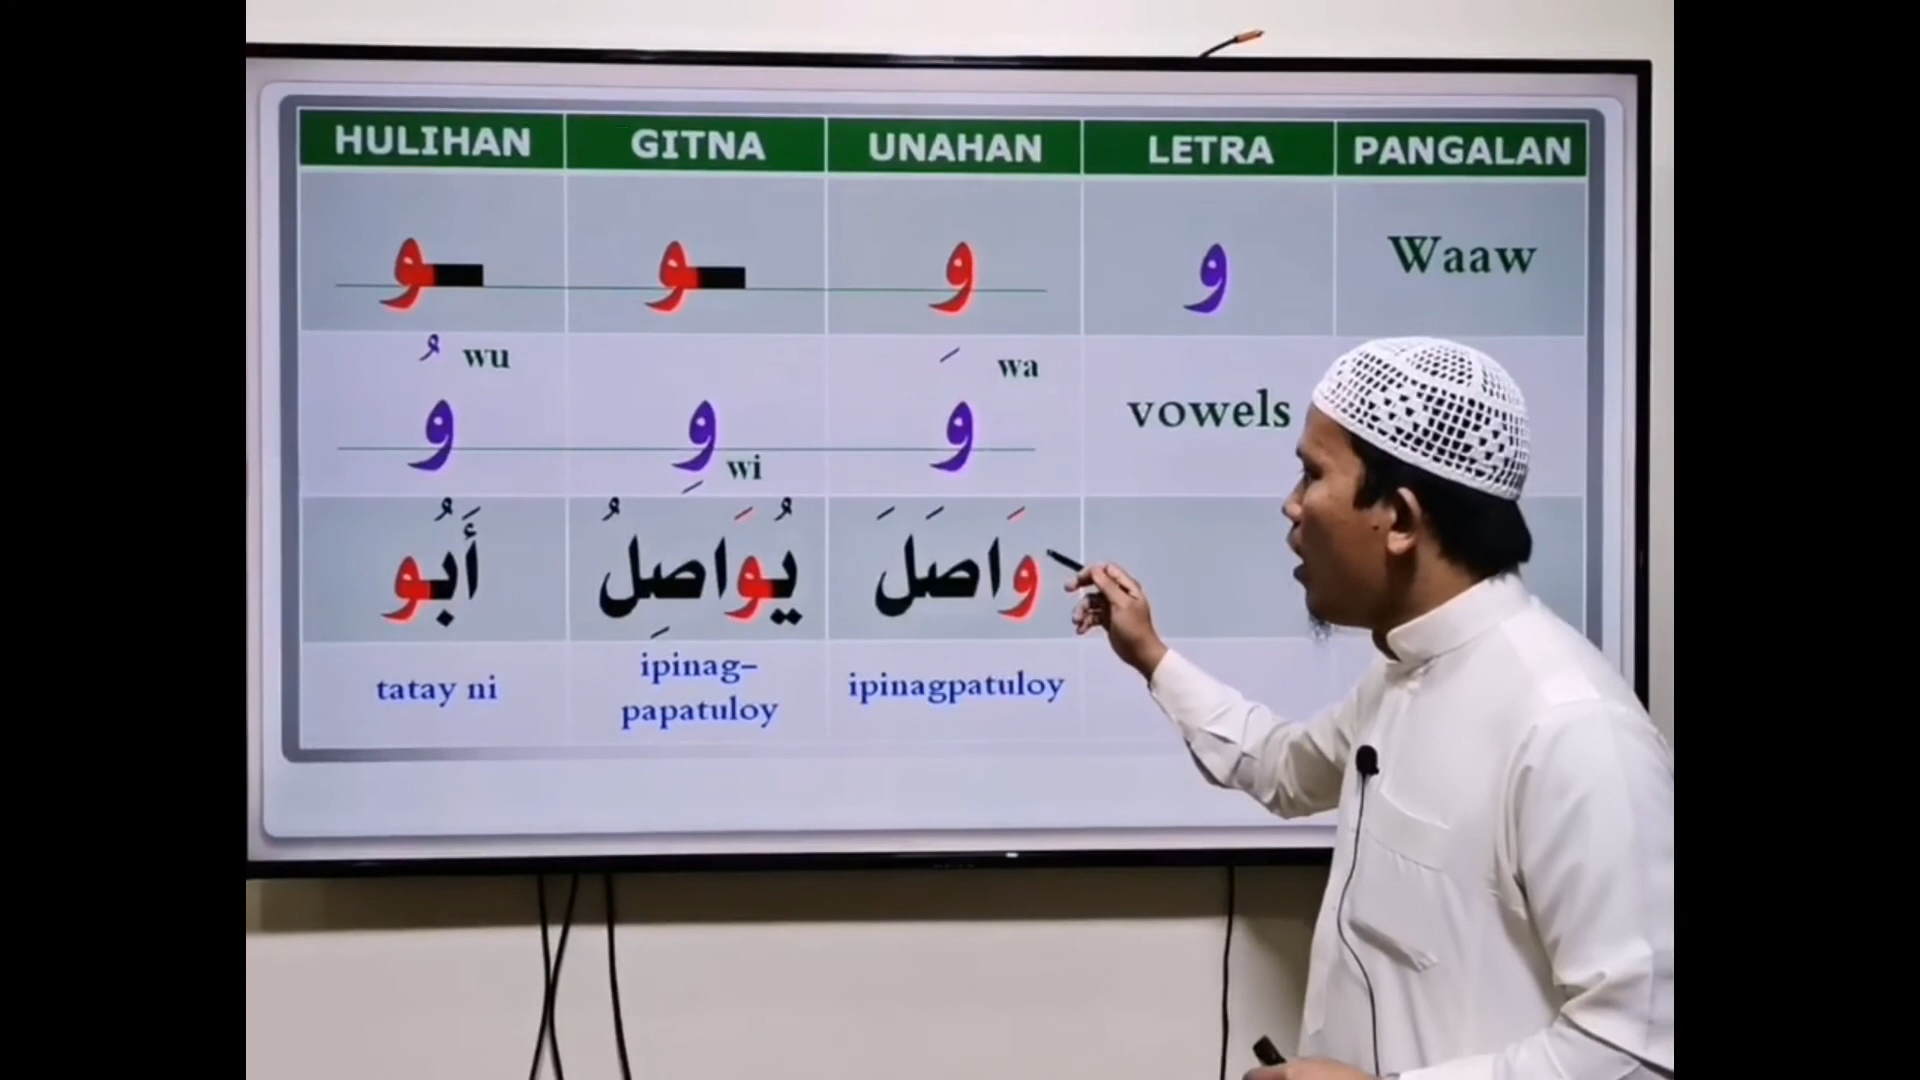 HULIHAN GITNA UNAHAN LETRA PANGALAN
ـو ـو و و Waaw
وُ wu وِ wi وَ wa vowels
أَبُو يُوَاصِلُ وَاصَلَ
tatay ni ipinag-
papatuloy ipinagpatuloy